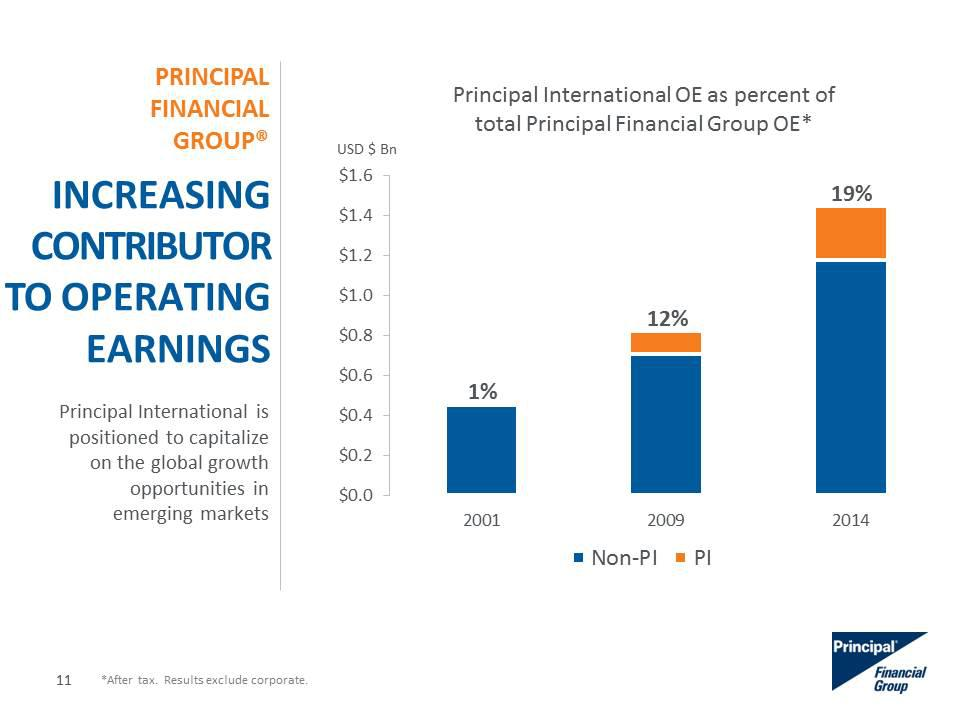 PRINCIPAL
FINANCIAL
GROUP®
INCREASING
CONTRIBUTOR
TO OPERATING
EARNINGS
Principal International is
positioned to capitalize
on the global growth
opportunities in
emerging markets
Principal International OE as percent of
total Principal Financial Group OE*
USD $ Bn
$1.6
$1.4
$1.2
$1.0
$0.8
$0.6
$0.4
$0.2
$0.0
1%
12%
19%
2001 2009 2014
Non-PI PI
11 *After tax. Results exclude corporate.
Principal®
Financial
Group